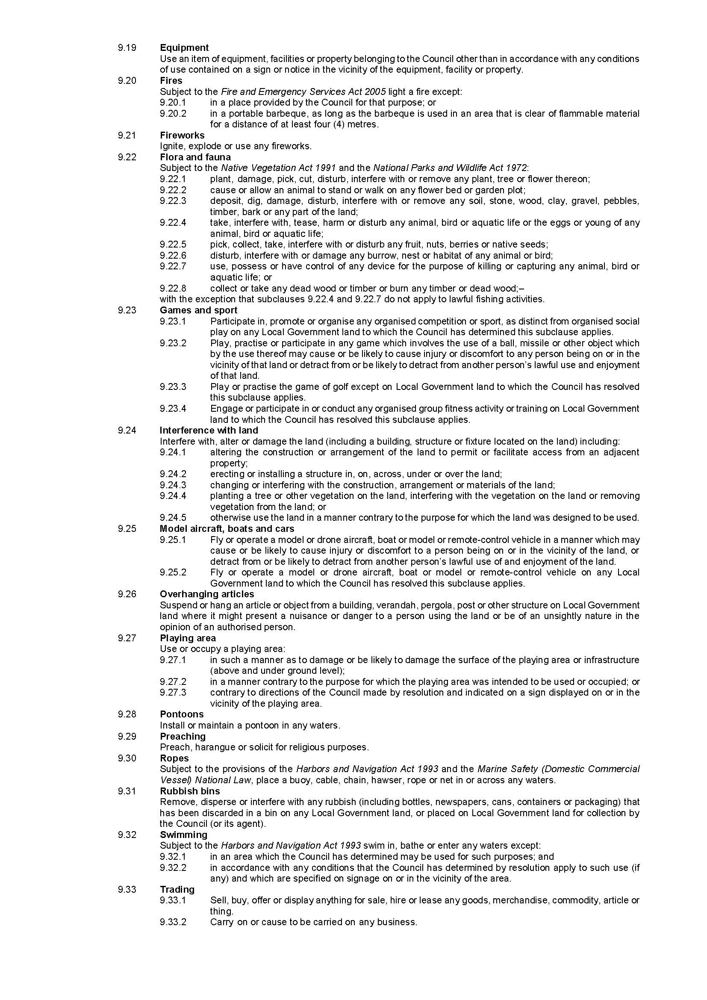 9.19 Equipment
Use an item of equipment, facilities or property belonging to the Council other than in accordance with any conditions
of use contained on a sign or notice in the vicinity of the equipment, facility or property.
9.20 Fires
Subject to the Fire and Emergency Services Act 2005 light a fire except:
9.20.1 in a place provided by the Council for that purpose; or
9.20.2 in a portable barbeque, as long as the barbeque is used in an area that is clear of flammable material
for a distance of at least four (4) metres.
9.21 Fireworks
Ignite, explode or use any fireworks.
9.22 Flora and fauna
Subject to the Native Vegetation Act 1991 and the National Parks and Wildlife Act 1972:
9.22.1 plant, damage, pick, cut, disturb, interfere with or remove any plant, tree or flower thereon;
9.22.2 cause or allow an animal to stand or walk on any flower bed or garden plot;
9.22.3 deposit, dig, damage, disturb, interfere with or remove any soil, stone, wood, clay, gravel, pebbles,
timber, bark or any part of the land;
9.22.4 take, interfere with, tease, harm or disturb any animal, bird or aquatic life or the eggs or young of any
animal, bird or aquatic life;
9.22.5 pick, collect, take, interfere with or disturb any fruit, nuts, berries or native seeds;
9.22.6 disturb, interfere with or damage any burrow, nest or habitat of any animal or bird;
9.22.7 use, possess or have control of any device for the purpose of killing or capturing any animal, bird or
aquatic life; or
9.22.8 collect or take any dead wood or timber or burn any timber or dead wood;–
with the exception that subclauses 9.22.4 and 9.22.7 do not apply to lawful fishing activities.
9.23 Games and sport
9.23.1 Participate in, promote or organise any organised competition or sport, as distinct from organised social
play on any Local Government land to which the Council has determined this subclause applies.
9.23.2 Play, practise or participate in any game which involves the use of a ball, missile or other object which
by the use thereof may cause or be likely to cause injury or discomfort to any person being on or in the
vicinity of that land or detract from or be likely to detract from another person’s lawful use and enjoyment
of that land.
9.23.3 Play or practise the game of golf except on Local Government land to which the Council has resolved
this subclause applies.
9.23.4 Engage or participate in or conduct any organised group fitness activity or training on Local Government
land to which the Council has resolved this subclause applies.
9.24 Interference with land
Interfere with, alter or damage the land (including a building, structure or fixture located on the land) including:
9.24.1 altering the construction or arrangement of the land to permit or facilitate access from an adjacent
property;
9.24.2 erecting or installing a structure in, on, across, under or over the land;
9.24.3 changing or interfering with the construction, arrangement or materials of the land;
9.24.4 planting a tree or other vegetation on the land, interfering with the vegetation on the land or removing
vegetation from the land; or
9.24.5 otherwise use the land in a manner contrary to the purpose for which the land was designed to be used.
9.25 Model aircraft, boats and cars
9.25.1 Fly or operate a model or drone aircraft, boat or model or remote-control vehicle in a manner which may
cause or be likely to cause injury or discomfort to a person being on or in the vicinity of the land, or
detract from or be likely to detract from another person’s lawful use of and enjoyment of the land.
9.25.2 Fly or operate a model or drone aircraft, boat or model or remote-control vehicle on any Local
Government land to which the Council has resolved this subclause applies.
9.26 Overhanging articles
Suspend or hang an article or object from a building, verandah, pergola, post or other structure on Local Government
land where it might present a nuisance or danger to a person using the land or be of an unsightly nature in the
opinion of an authorised person.
9.27 Playing area
Use or occupy a playing area:
9.27.1 in such a manner as to damage or be likely to damage the surface of the playing area or infrastructure
(above and under ground level);
9.27.2 in a manner contrary to the purpose for which the playing area was intended to be used or occupied; or
9.27.3 contrary to directions of the Council made by resolution and indicated on a sign displayed on or in the
vicinity of the playing area.
9.28 Pontoons
Install or maintain a pontoon in any waters.
9.29 Preaching
Preach, harangue or solicit for religious purposes.
9.30 Ropes
Subject to the provisions of the Harbors and Navigation Act 1993 and the Marine Safety (Domestic Commercial
Vessel) National Law, place a buoy, cable, chain, hawser, rope or net in or across any waters.
9.31 Rubbish bins
Remove, disperse or interfere with any rubbish (including bottles, newspapers, cans, containers or packaging) that
has been discarded in a bin on any Local Government land, or placed on Local Government land for collection by
the Council (or its agent).
9.32 Swimming
Subject to the Harbors and Navigation Act 1993 swim in, bathe or enter any waters except:
9.32.1 in an area which the Council has determined may be used for such purposes; and
9.32.2 in accordance with any conditions that the Council has determined by resolution apply to such use (if
any) and which are specified on signage on or in the vicinity of the area.
9.33 Trading
9.33.1 Sell, buy, offer or display anything for sale, hire or lease any goods, merchandise, commodity, article or
thing.
9.33.2 Carry on or cause to be carried on any business.